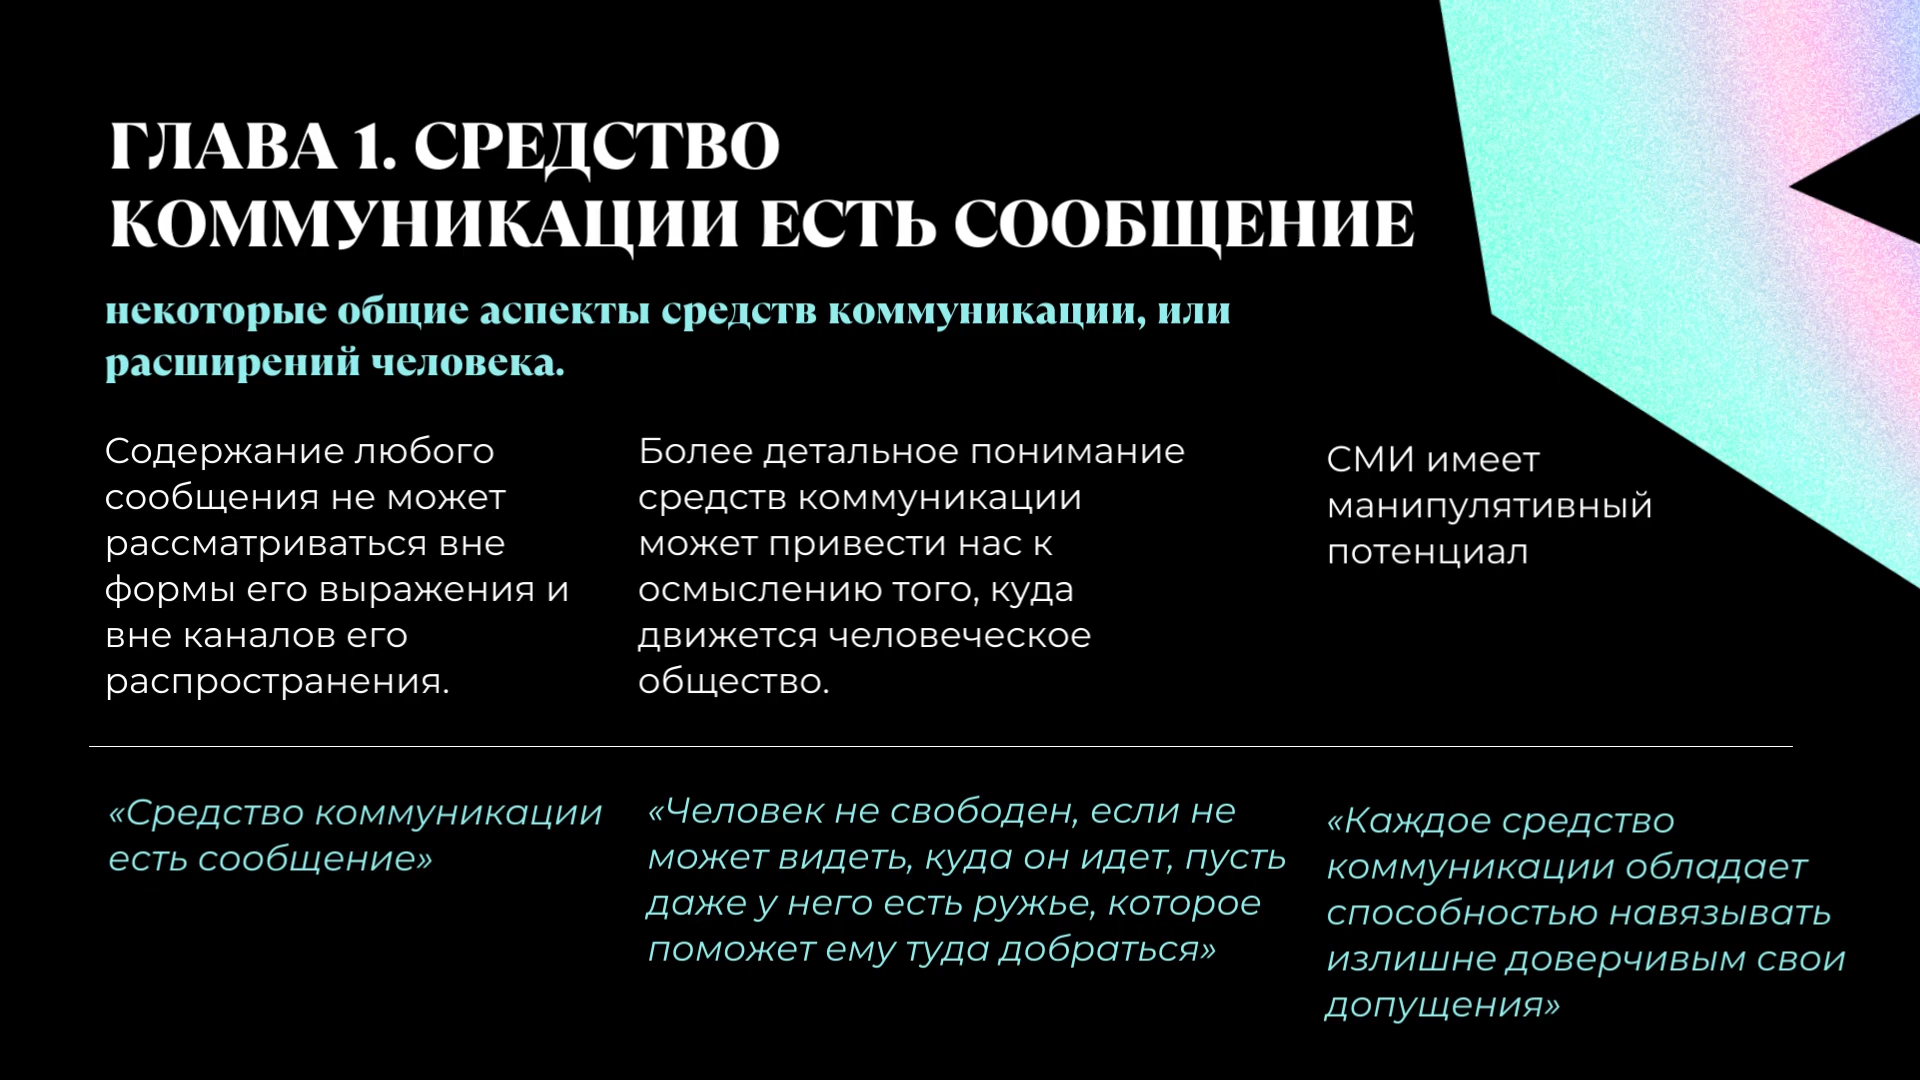 ГЛАВА 1. СРЕДСТВО
КОММУНИКАЦИИ ЕСТЬ СООБЩЕНИЕ
некоторые общие аспекты средств коммуникации, или
расширений человека.
Содержание любого
сообщения не может
рассматриваться вне
формы его выражения и
вне каналов его
распространения.
Более детальное понимание
средств коммуникации
может привести нас к
осмыслению того, куда
движется человеческое
общество.
СМИ имеет
манипулятивный
потенциал
«Средство коммуникации
есть сообщение»
«Человек не свободен, если не
может видеть, куда он идет, пусть
даже у него есть ружье, которое
поможет ему туда добраться»
«Каждое средство
коммуникации обладает
способностью навязывать
излишне доверчивым свои
допущения»